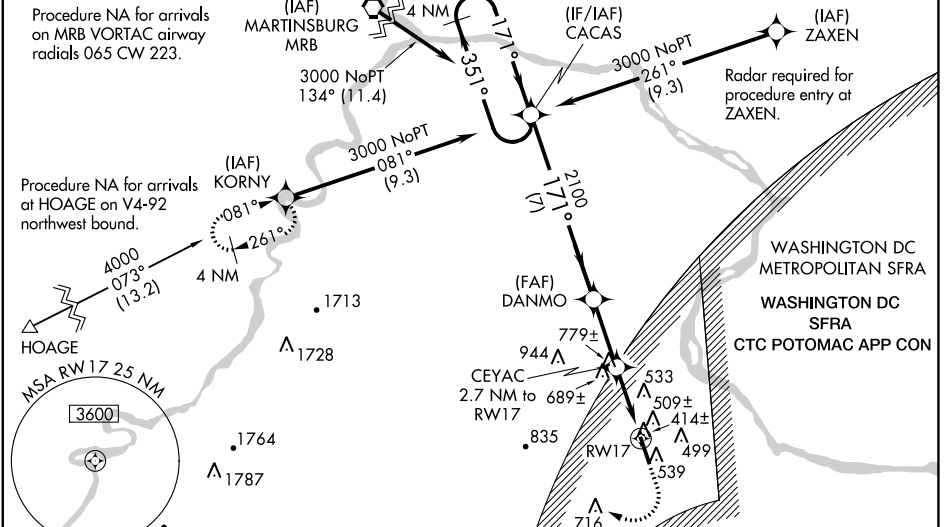 Procedure NA for arrivals
on MRB VORTAC airway
radials 065 CW 223.
(IAF)
MARTINSBURG
MRB
4 NM
171°
351°
3000 NoPT
134° (11.4)
(IF/IAF)
CACAS
(IAF)
ZAXEN
3000 NoPT
261°
(9.3)
Radar required for
procedure entry at
ZAXEN.
3000 NoPT
081°
(9.3)
(IAF)
KORNY
Procedure NA for arrivals
at HOAGE on V4-92
northwest bound.
081°
261°
4 NM
4000
073°
(13.2)
HOAGE
2100
171°
(7)
WASHINGTON DC
METROPOLITAN SFRA
WASHINGTON DC
SFRA
CTC POTOMAC APP CON
(FAF)
DANMO
1713
1728
779±
944
CEYAC
2.7 NM to
RW17
689±
533
509±
414±
499
RW17
539
835
716
MSA RW17 25 NM
3600
1764
1787